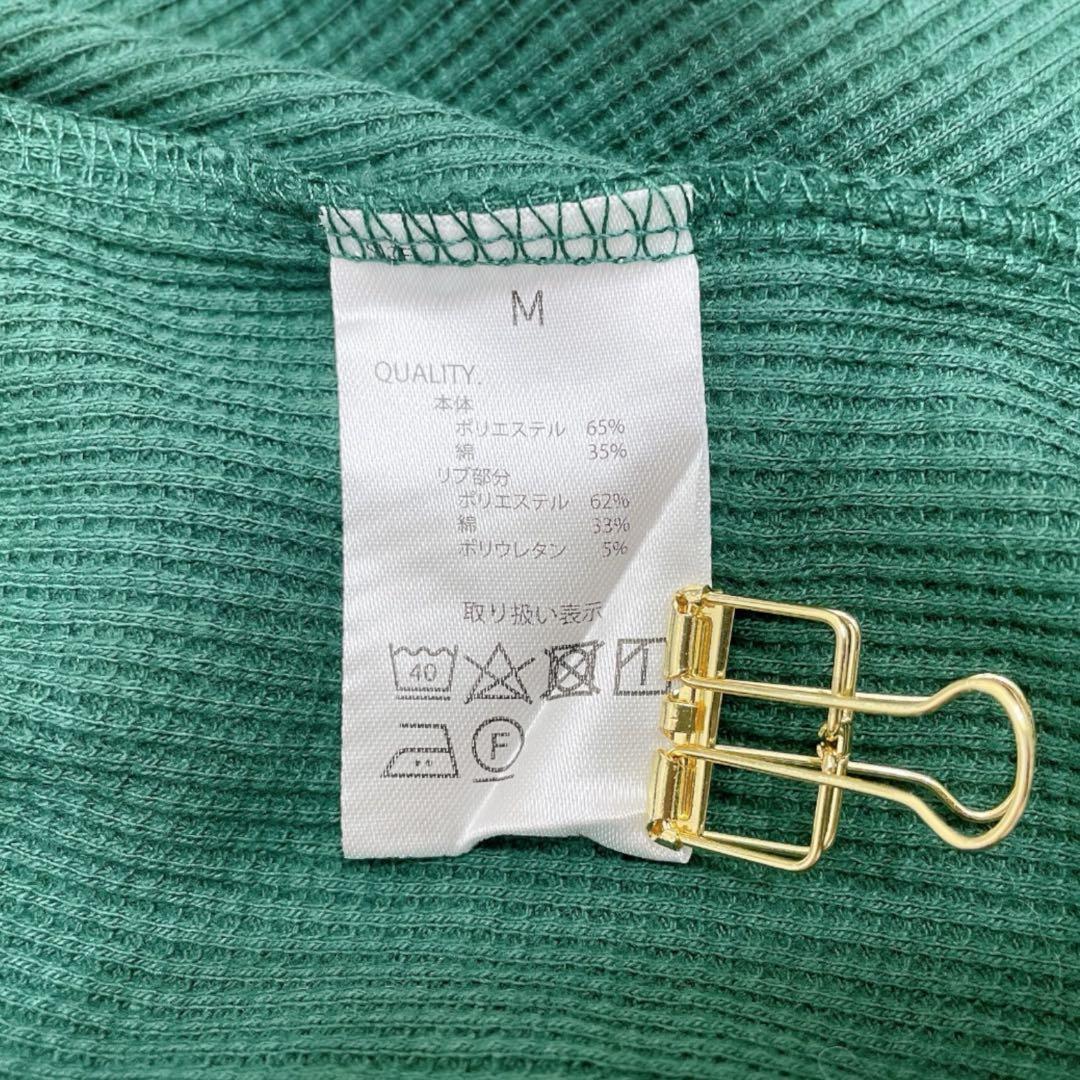 M
QUALITY.
本体
ポリエステル 65%
綿 35%
リブ部分
ポリエステル 62%
綿 33%
ポリウレタン 5%
取り扱い表示
40
F